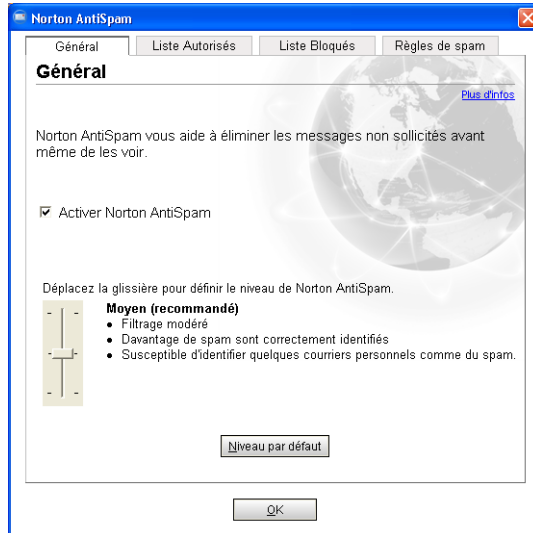 Norton AntiSpam
Général
Liste Autorisés
Liste Bloqués
Règles de spam
Général
Plus d'infos
Norton AntiSpam vous aide à éliminer les messages non sollicités avant
même de les voir.
Activer Norton AntiSpam
Déplacez la glissière pour définir le niveau de Norton AntiSpam.
Moyen (recommandé)
Filtrage modéré
Davantage de spam sont correctement identifiés
Susceptible d'identifier quelques courriers personnels comme du spam.
Niveau par défaut
OK